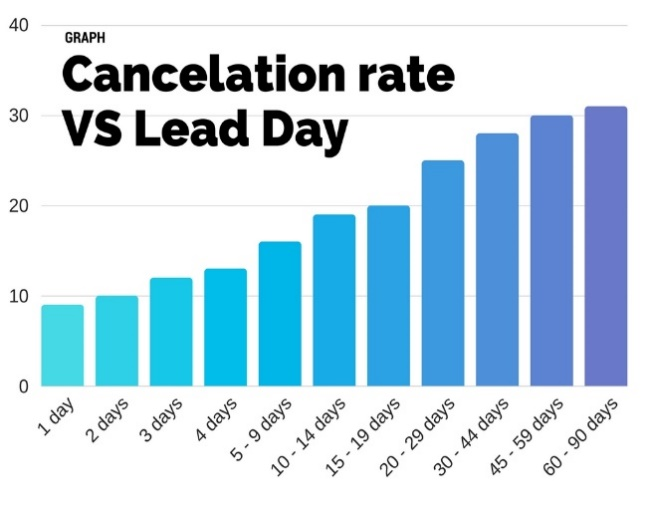 40
GRAPH
Cancelation rate
VS Lead Day
30
20
10
0
1 day
2 days
3 days
4 days
5 - 9 days
10 - 14 days
15 - 19 days
20 - 29 days
30 - 44 days
45 - 59 days
60 - 90 days